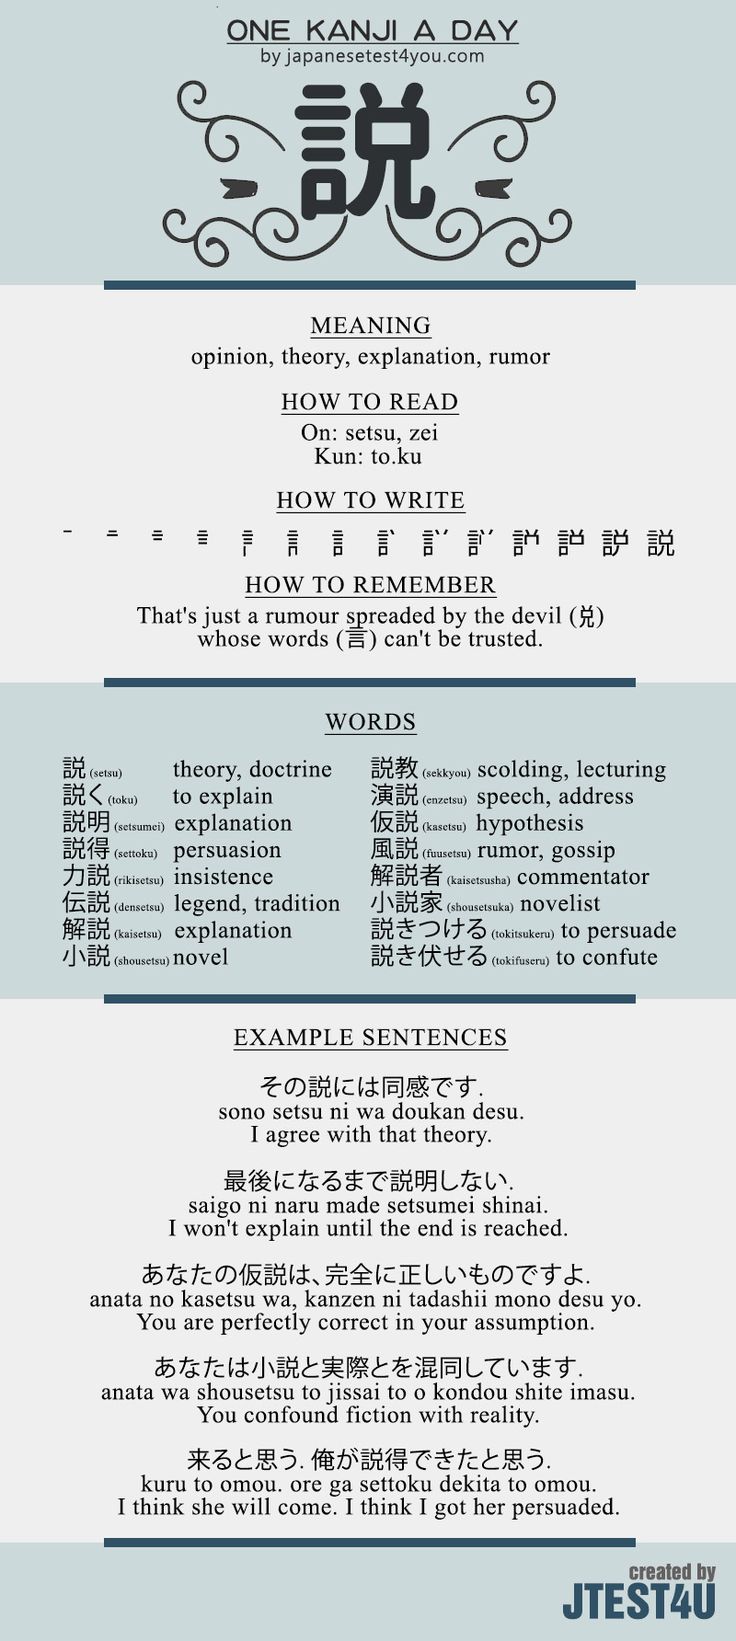 ONE KANJI A DAY
by japanesetest4you.com
説
MEANING
opinion, theory, explanation, rumor
HOW TO READ
On: setsu, zei
Kun: to.ku
HOW TO WRITE
説
HOW TO REMEMBER
That's just a rumour spreaded by the devil (兌)
whose words (言) can't be trusted.
WORDS
説 (setsu) theory, doctrine
説く (toku) to explain
説明 (setsumei) explanation
説得 (settoku) persuasion
力説 (rikisetsu) insistence
伝説 (densetsu) legend, tradition
解説 (kaisetsu) explanation
小説 (shousetsu) novel
説教 (sekkyou) scolding, lecturing
演説 (enzetsu) speech, address
仮説 (kasetsu) hypothesis
風説 (fuusetsu) rumor, gossip
解説者 (kaisetsusha) commentator
小説家 (shousetsuka) novelist
説きつける (tokitsukeru) to persuade
説き伏せる (tokifuseru) to confute
EXAMPLE SENTENCES
その説には同感です.
sono setsu ni wa doukan desu.
I agree with that theory.
最後になるまで説明しない.
saigo ni naru made setsumei shinai.
I won't explain until the end is reached.
あなたの仮説は、完全に正しいものですよ.
anata no kasetsu wa, kanzen ni tadashii mono desu yo.
You are perfectly correct in your assumption.
あなたは小説と実際とを混同しています.
anata wa shousetsu to jissai to o kondou shite imasu.
You confound fiction with reality.
来ると思う. 俺が説得できたと思う.
kuru to omou. ore ga settoku dekita to omou.
I think she will come. I think I got her persuaded.
created by
JTEST4U